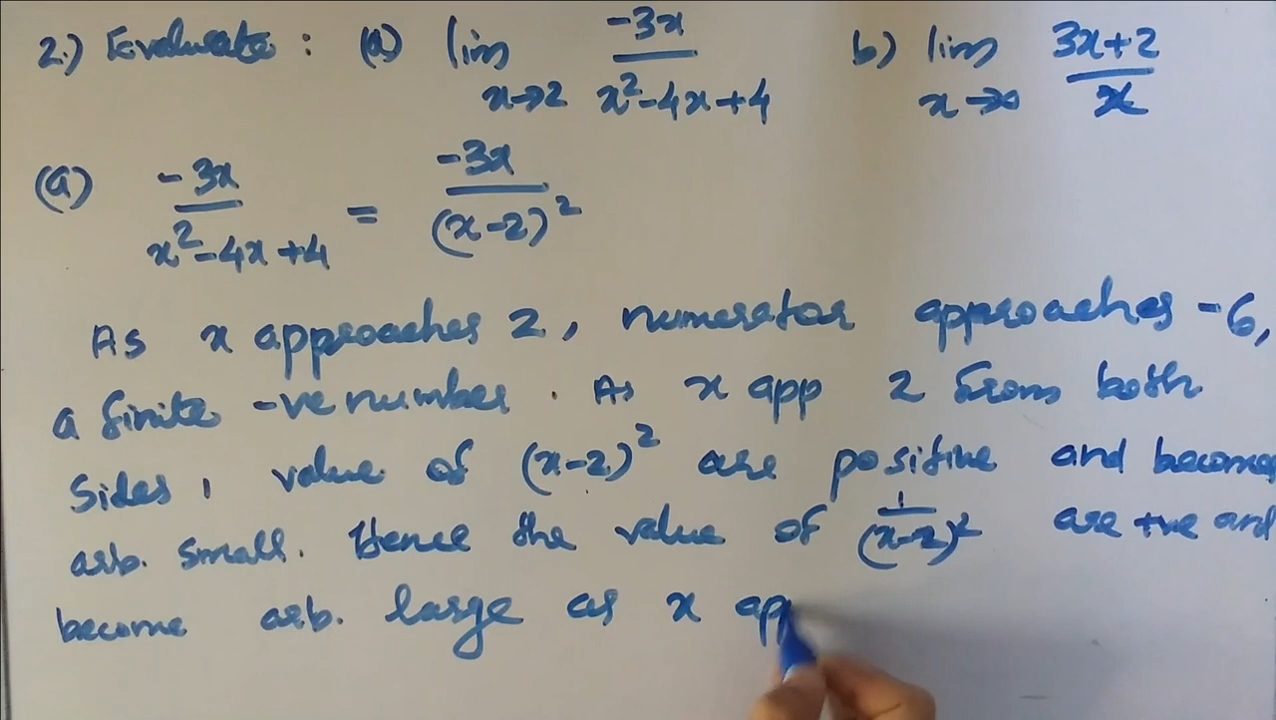 2.) Evaluate : (a) lim x→2 -3x / x²-4x+4 b) lim x→∞ 3x+2 / x
(a) -3x / x²-4x+4 = -3x / (x-2)²
As x approaches 2, numerator approaches -6,
a finite -ve number. As x app 2 from both
sides, value of (x-2)² are positive and becomes
arb. small. Hence the value of 1/(x-2)² are +ve and
become arb. large as x app